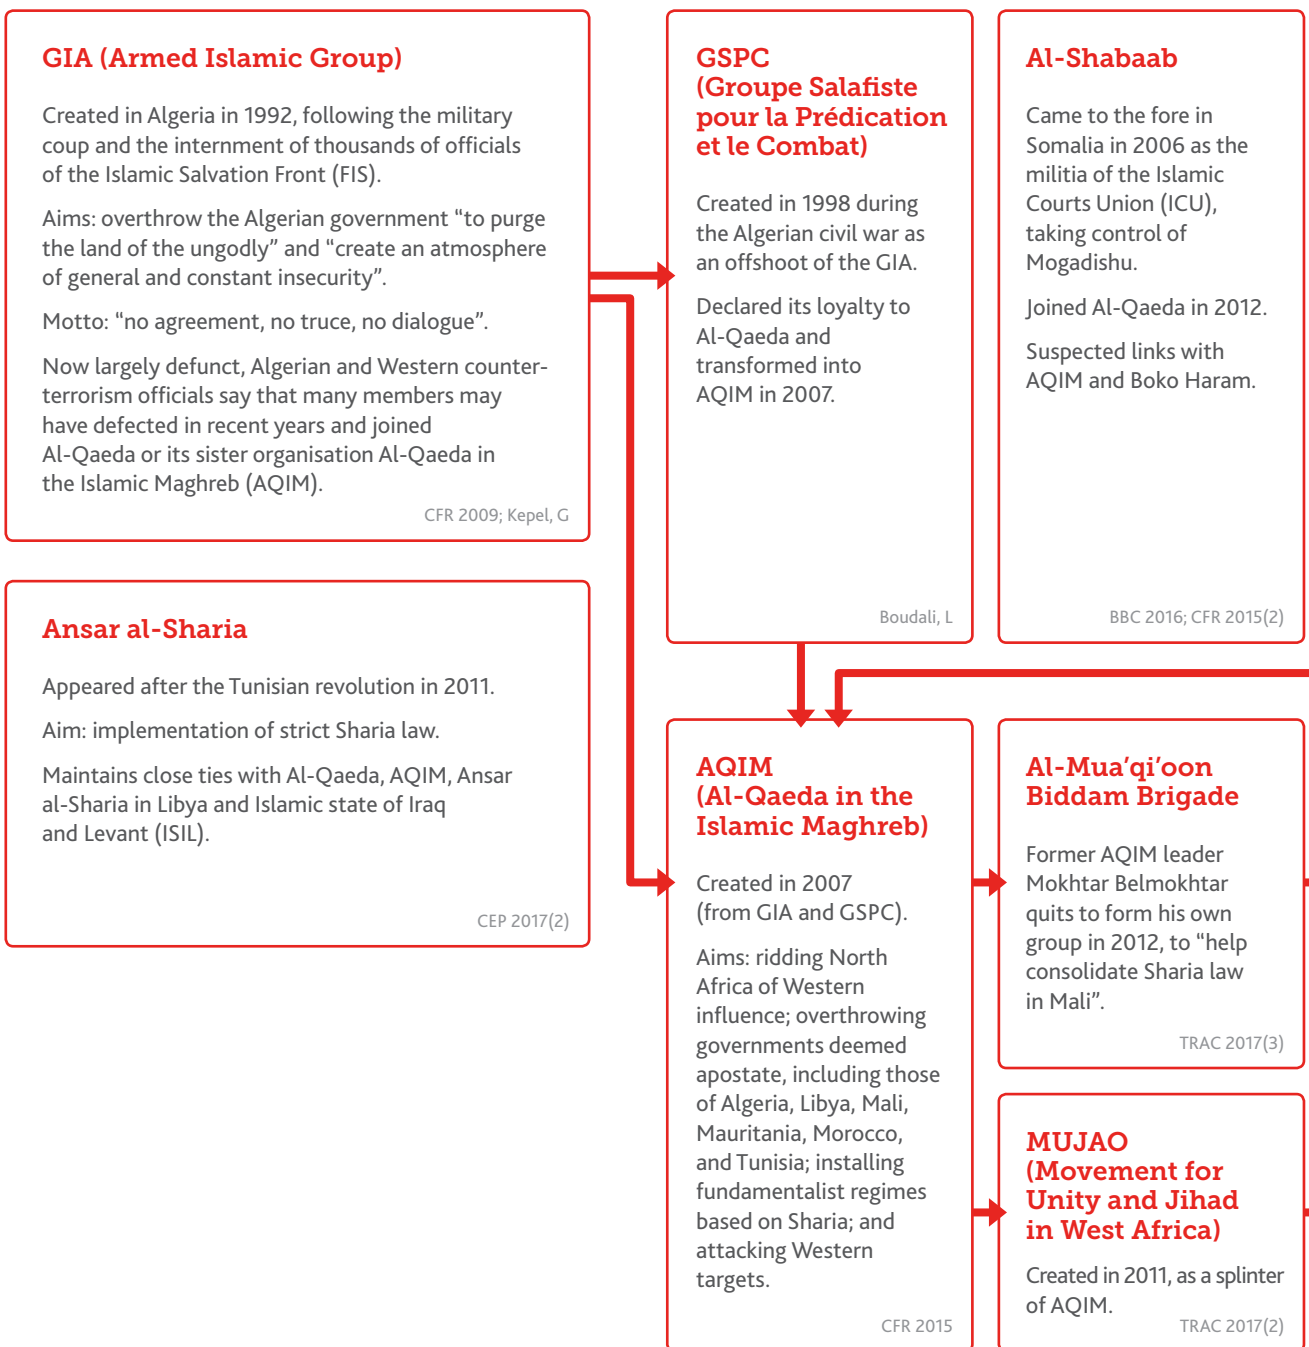 GIA (Armed Islamic Group)
Created in Algeria in 1992, following the military
coup and the internment of thousands of officials
of the Islamic Salvation Front (FIS).
Aims: overthrow the Algerian government “to purge
the land of the ungodly” and “create an atmosphere
of general and constant insecurity”.
Motto: “no agreement, no truce, no dialogue”.
Now largely defunct, Algerian and Western counter-
terrorism officials say that many members may
have defected in recent years and joined
Al-Qaeda or its sister organisation Al-Qaeda in
the Islamic Maghreb (AQIM).
CFR 2009; Kepel, G
GSPC
(Groupe Salafiste
pour la Prédication
et le Combat)
Created in 1998 during
the Algerian civil war as
an offshoot of the GIA.
Declared its loyalty to
Al-Qaeda and
transformed into
AQIM in 2007.
Boudali, L
Al-Shabaab
Came to the fore in
Somalia in 2006 as the
militia of the Islamic
Courts Union (ICU),
taking control of
Mogadishu.
Joined Al-Qaeda in 2012.
Suspected links with
AQIM and Boko Haram.
BBC 2016; CFR 2015(2)
Ansar al-Sharia
Appeared after the Tunisian revolution in 2011.
Aim: implementation of strict Sharia law.
Maintains close ties with Al-Qaeda, AQIM, Ansar
al-Sharia in Libya and Islamic state of Iraq
and Levant (ISIL).
CEP 2017(2)
AQIM
(Al-Qaeda in the
Islamic Maghreb)
Created in 2007
(from GIA and GSPC).
Aims: ridding North
Africa of Western
influence; overthrowing
governments deemed
apostate, including those
of Algeria, Libya, Mali,
Mauritania, Morocco,
and Tunisia; installing
fundamentalist regimes
based on Sharia; and
attacking Western
targets.
CFR 2015
Al-Mua’qi’oon
Biddam Brigade
Former AQIM leader
Mokhtar Belmokhtar
quits to form his own
group in 2012, to “help
consolidate Sharia law
in Mali”.
TRAC 2017(3)
MUJAO
(Movement for
Unity and Jihad
in West Africa)
Created in 2011, as a splinter
of AQIM.
TRAC 2017(2)